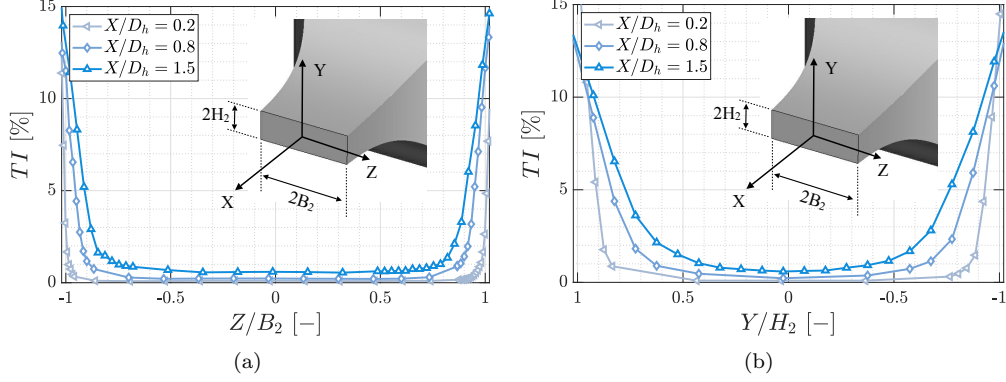 15
10
5
0
TI [%]
X/D_h = 0.2
X/D_h = 0.8
X/D_h = 1.5
Y
2H₂
Z
X
2B₂
-1
-0.5
0
0.5
1
Z/B₂ [−]
(a)
15
10
5
0
TI [%]
X/D_h = 0.2
X/D_h = 0.8
X/D_h = 1.5
Y
2H₂
Z
X
2B₂
1
0.5
0
-0.5
-1
Y/H₂ [−]
(b)